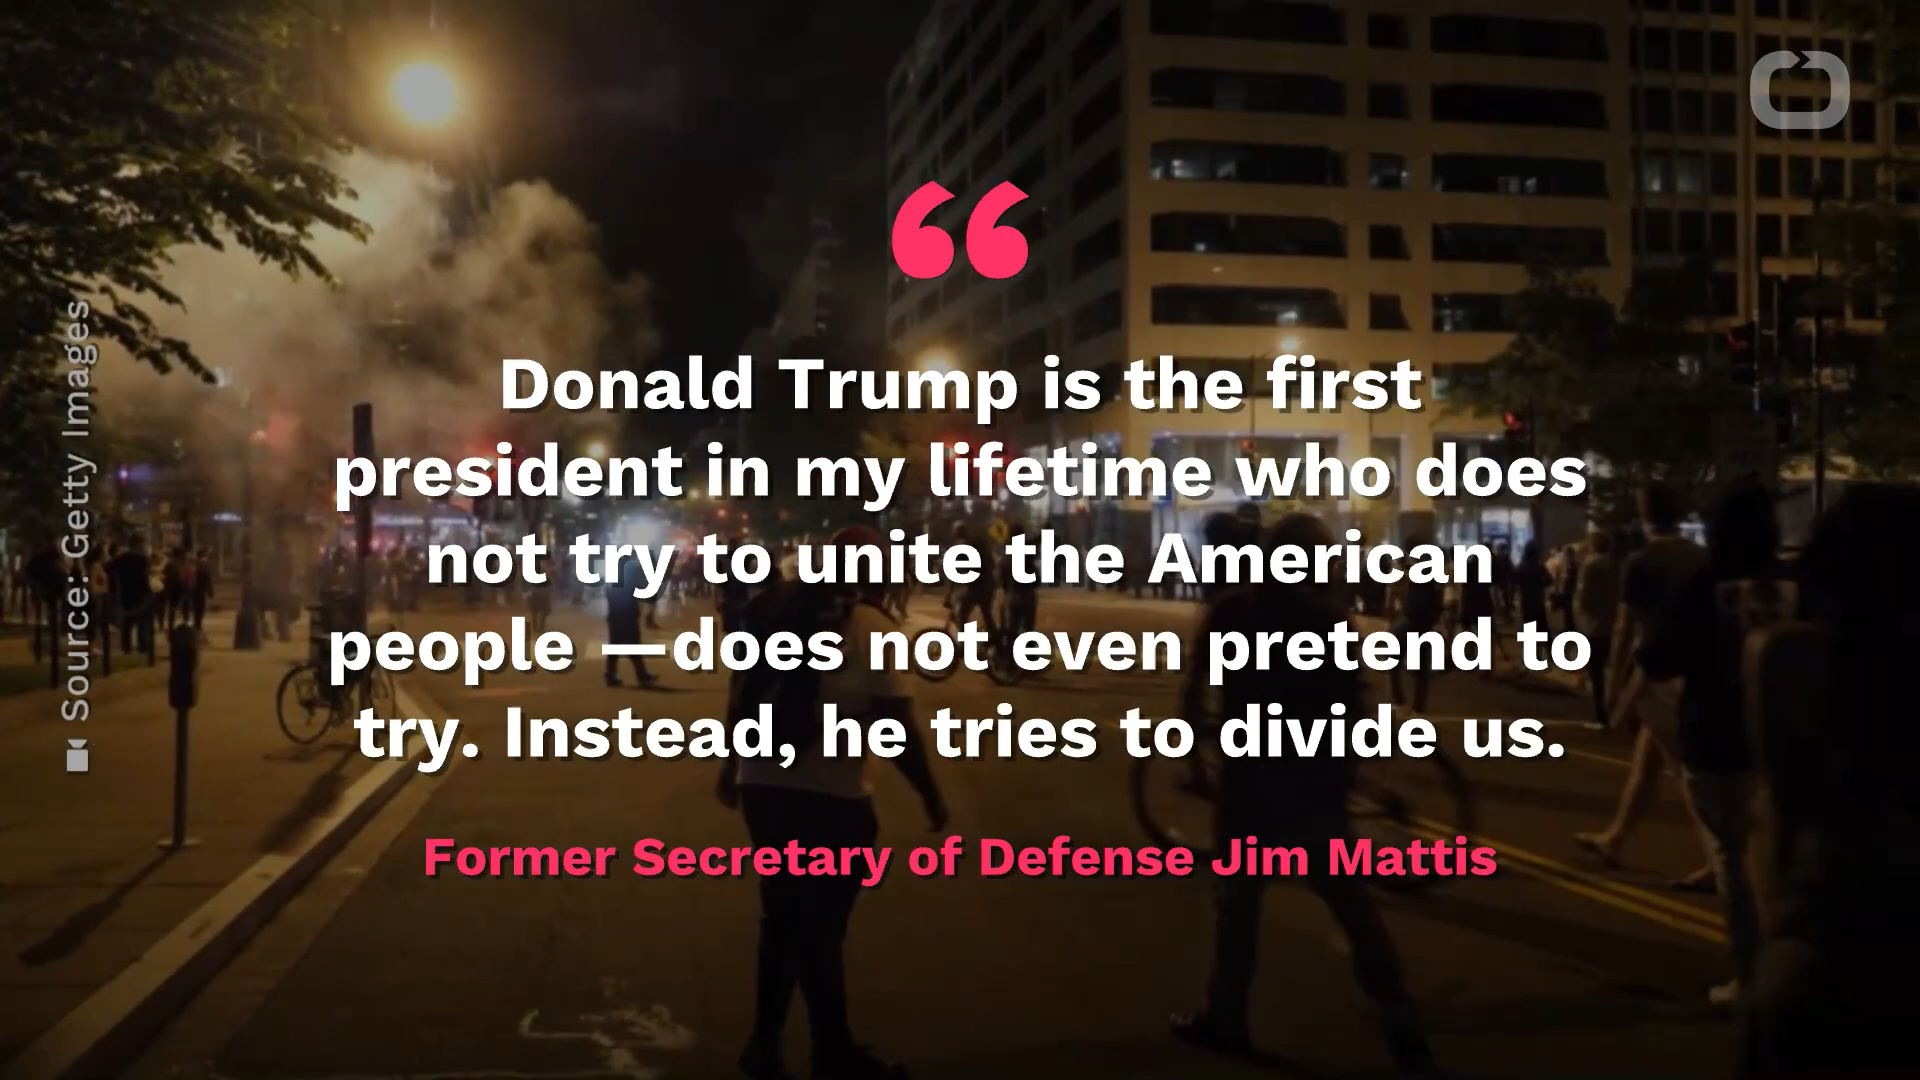 Source: Getty Images
“
Donald Trump is the first
president in my lifetime who does
not try to unite the American
people —does not even pretend to
try. Instead, he tries to divide us.
Former Secretary of Defense Jim Mattis